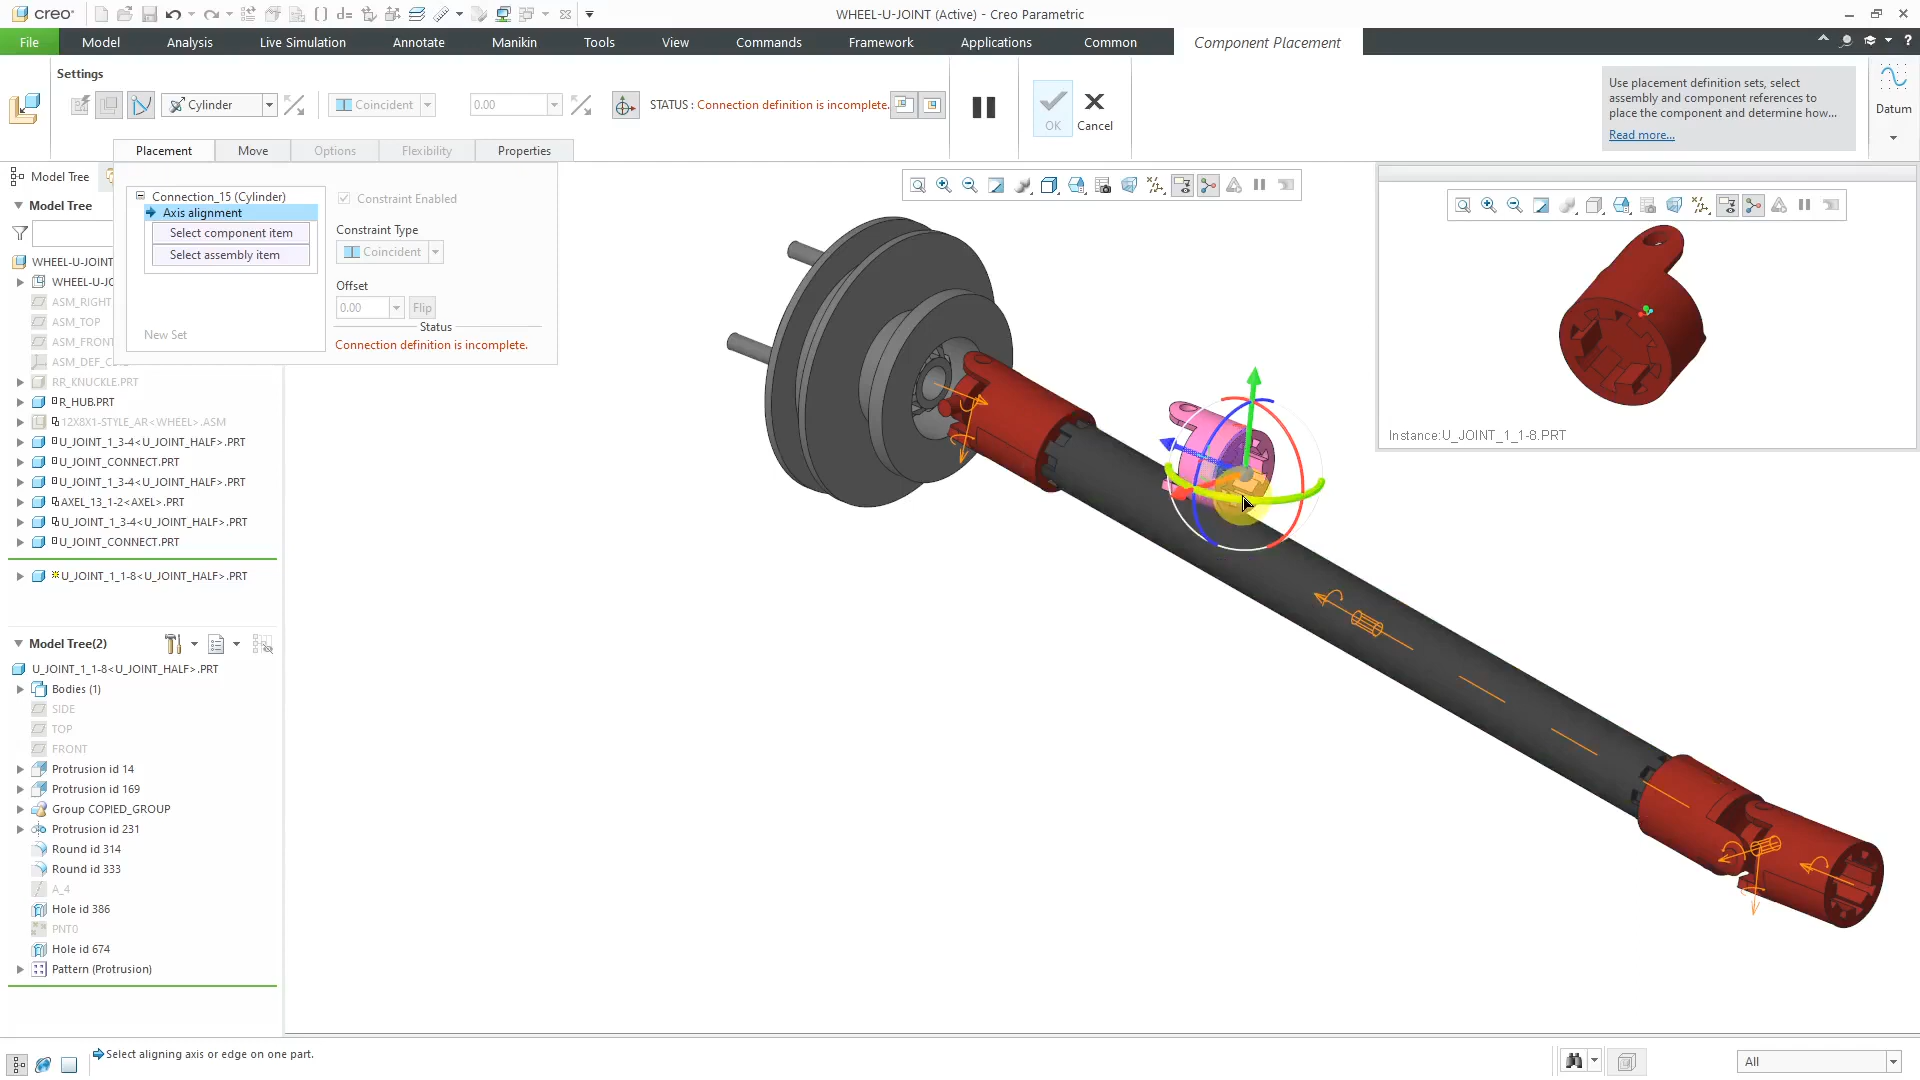 creo
WHEEL-U-JOINT (Active) - Creo Parametric
File Model Analysis Live Simulation Annotate Manikin Tools View Commands Framework Applications Common Component Placement
Settings
Cylinder Coincident 0.00 STATUS : Connection definition is incomplete.
OK Cancel
Use placement definition sets, select
assembly and component references to
place the component and determine how...
Read more...
Datum
Placement Move Options Flexibility Properties
Model Tree
Model Tree
Connection_15 (Cylinder)
Axis alignment
Select component item
Select assembly item
New Set
Constraint Enabled
Constraint Type
Coincident
Offset
0.00 Flip
Status
Connection definition is incomplete.
WHEEL-U-JOINT
WHEEL-U-JO
ASM_RIGHT
ASM_TOP
ASM_FRONT
RR_KNUCKLE.PRT
R_HUB.PRT
12X8X1-STYLE_AR<WHEEL>.ASM
U_JOINT_1_3-4<U_JOINT_HALF>.PRT
U_JOINT_CONNECT.PRT
U_JOINT_1_3-4<U_JOINT_HALF>.PRT
AXEL_13_1-2<AXEL>.PRT
U_JOINT_1_3-4<U_JOINT_HALF>.PRT
U_JOINT_CONNECT.PRT
U_JOINT_1_1-8<U_JOINT_HALF>.PRT
Model Tree(2)
U_JOINT_1_1-8<U_JOINT_HALF>.PRT
Bodies (1)
SIDE
TOP
FRONT
Protrusion id 14
Protrusion id 169
Group COPIED_GROUP
Protrusion id 231
Round id 314
Round id 333
A_4
Hole id 386
PNT0
Hole id 674
Pattern (Protrusion)
Instance:U_JOINT_1_1-8.PRT
Select aligning axis or edge on one part.
All